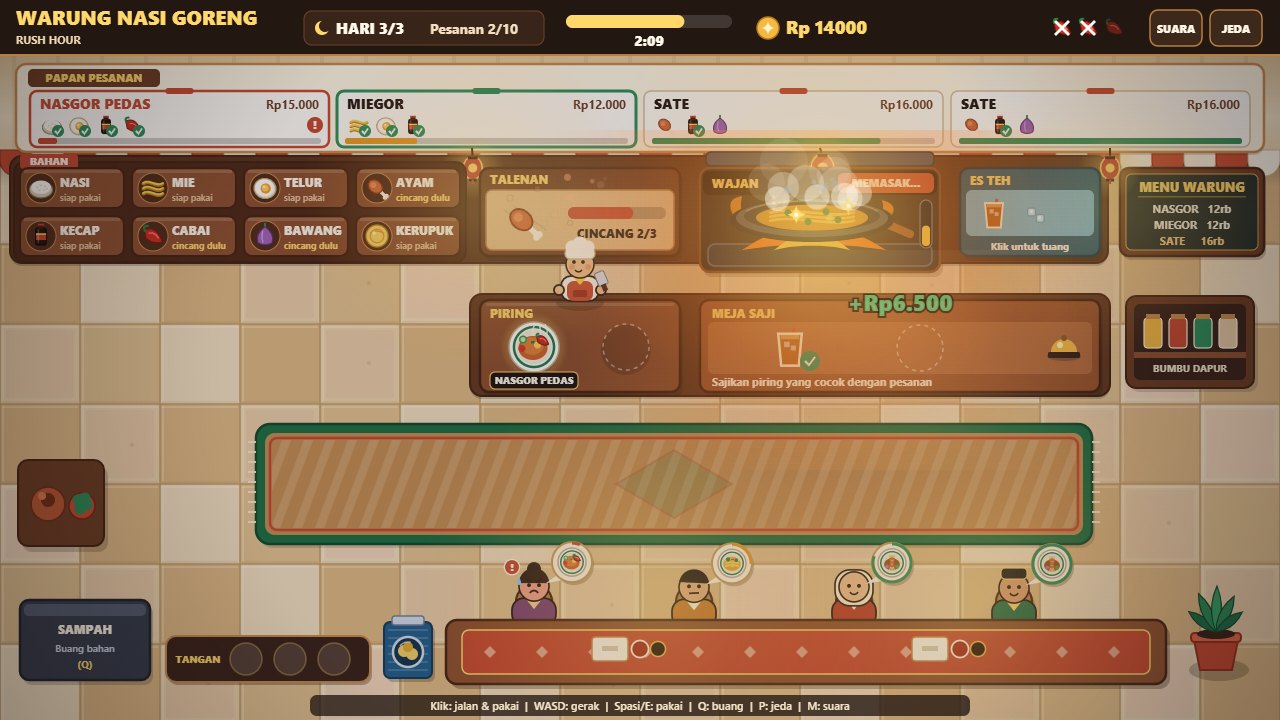 WARUNG NASI GORENG
RUSH HOUR
HARI 3/3 Pesanan 2/10
2:09
Rp 14000
SUARA
JEDA
PAPAN PESANAN
NASGOR PEDAS Rp15.000
MIEGOR Rp12.000
SATE Rp16.000
SATE Rp16.000
BAHAN
NASI
siap pakai
MIE
siap pakai
TELUR
siap pakai
AYAM
cincang dulu
KECAP
siap pakai
CABAI
cincang dulu
BAWANG
cincang dulu
KERUPUK
siap pakai
TALENAN
CINCANG 2/3
WAJAN
MEMASAK...
ES TEH
Klik untuk tuang
MENU WARUNG
NASGOR 12rb
MIEGOR 12rb
SATE 16rb
PIRING
NASGOR PEDAS
MEJA SAJI
+Rp6.500
Sajikan piring yang cocok dengan pesanan
BUMBU DAPUR
SAMPAH
Buang bahan
(Q)
TANGAN
Klik: jalan & pakai | WASD: gerak | Spasi/E: pakai | Q: buang | P: jeda | M: suara